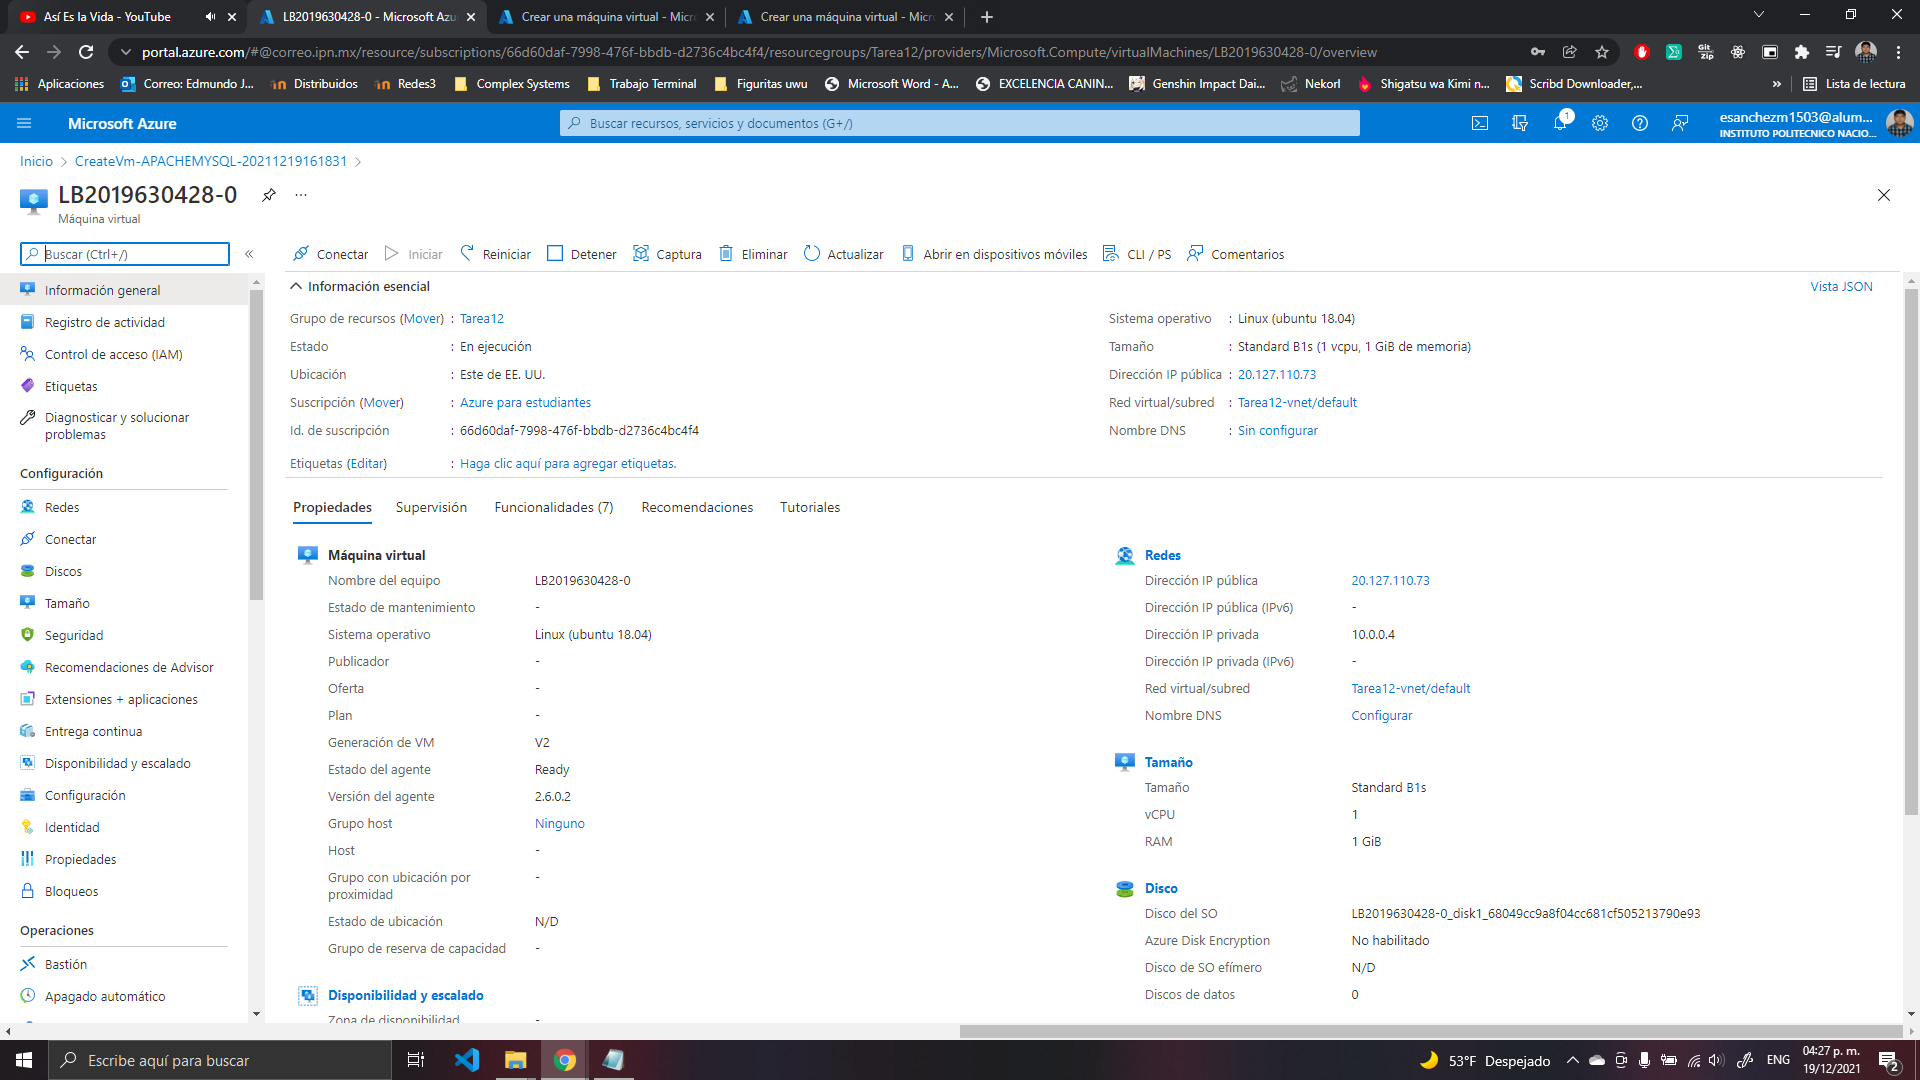 Así Es la Vida - YouTube
LB2019630428-0 - Microsoft Azu
Crear una máquina virtual - Micr
Crear una máquina virtual - Micr
portal.azure.com/#@correo.ipn.mx/resource/subscriptions/66d60daf-7998-476f-bbdb-d2736c4bc4f4/resourcegroups/Tarea12/providers/Microsoft.Compute/virtualMachines/LB2019630428-0/overview
Aplicaciones
Correo: Edmundo J...
Distribuidos
Redes3
Complex Systems
Trabajo Terminal
Figuritas uwu
Microsoft Word - A...
EXCELENCIA CANIN...
Genshin Impact Dai...
Nekorl
Shigatsu wa Kimi n...
Scribd Downloader,...
»
Lista de lectura
Microsoft Azure
Buscar recursos, servicios y documentos (G+/)
1
esanchezm1503@alum...
INSTITUTO POLITECNICO NACIO...
Inicio > CreateVm-APACHEMYSQL-20211219161831 >
LB2019630428-0
...
Máquina virtual
Buscar (Ctrl+/)
«
Conectar
Iniciar
Reiniciar
Detener
Captura
Eliminar
Actualizar
Abrir en dispositivos móviles
CLI / PS
Comentarios
Información general
Registro de actividad
Control de acceso (IAM)
Etiquetas
Diagnosticar y solucionar
problemas
Configuración
Redes
Conectar
Discos
Tamaño
Seguridad
Recomendaciones de Advisor
Extensiones + aplicaciones
Entrega continua
Disponibilidad y escalado
Configuración
Identidad
Propiedades
Bloqueos
Operaciones
Bastión
Apagado automático
Información esencial
Vista JSON
Grupo de recursos (Mover) : Tarea12
Estado : En ejecución
Ubicación : Este de EE. UU.
Suscripción (Mover) : Azure para estudiantes
Id. de suscripción : 66d60daf-7998-476f-bbdb-d2736c4bc4f4
Etiquetas (Editar) : Haga clic aquí para agregar etiquetas.
Sistema operativo : Linux (ubuntu 18.04)
Tamaño : Standard B1s (1 vcpu, 1 GiB de memoria)
Dirección IP pública : 20.127.110.73
Red virtual/subred : Tarea12-vnet/default
Nombre DNS : Sin configurar
Propiedades
Supervisión
Funcionalidades (7)
Recomendaciones
Tutoriales
Máquina virtual
Nombre del equipo LB2019630428-0
Estado de mantenimiento -
Sistema operativo Linux (ubuntu 18.04)
Publicador -
Oferta -
Plan -
Generación de VM V2
Estado del agente Ready
Versión del agente 2.6.0.2
Grupo host Ninguno
Host -
Grupo con ubicación por -
proximidad
Estado de ubicación N/D
Grupo de reserva de capacidad -
Disponibilidad y escalado
Zona de disponibilidad -
Redes
Dirección IP pública 20.127.110.73
Dirección IP pública (IPv6) -
Dirección IP privada 10.0.0.4
Dirección IP privada (IPv6) -
Red virtual/subred Tarea12-vnet/default
Nombre DNS Configurar
Tamaño
Tamaño Standard B1s
vCPU 1
RAM 1 GiB
Disco
Disco del SO LB2019630428-0_disk1_68049cc9a8f04cc681cf505213790e93
Azure Disk Encryption No habilitado
Disco de SO efímero N/D
Discos de datos 0
Escribe aquí para buscar
53°F Despejado
ENG
04:27 p. m.
19/12/2021
2